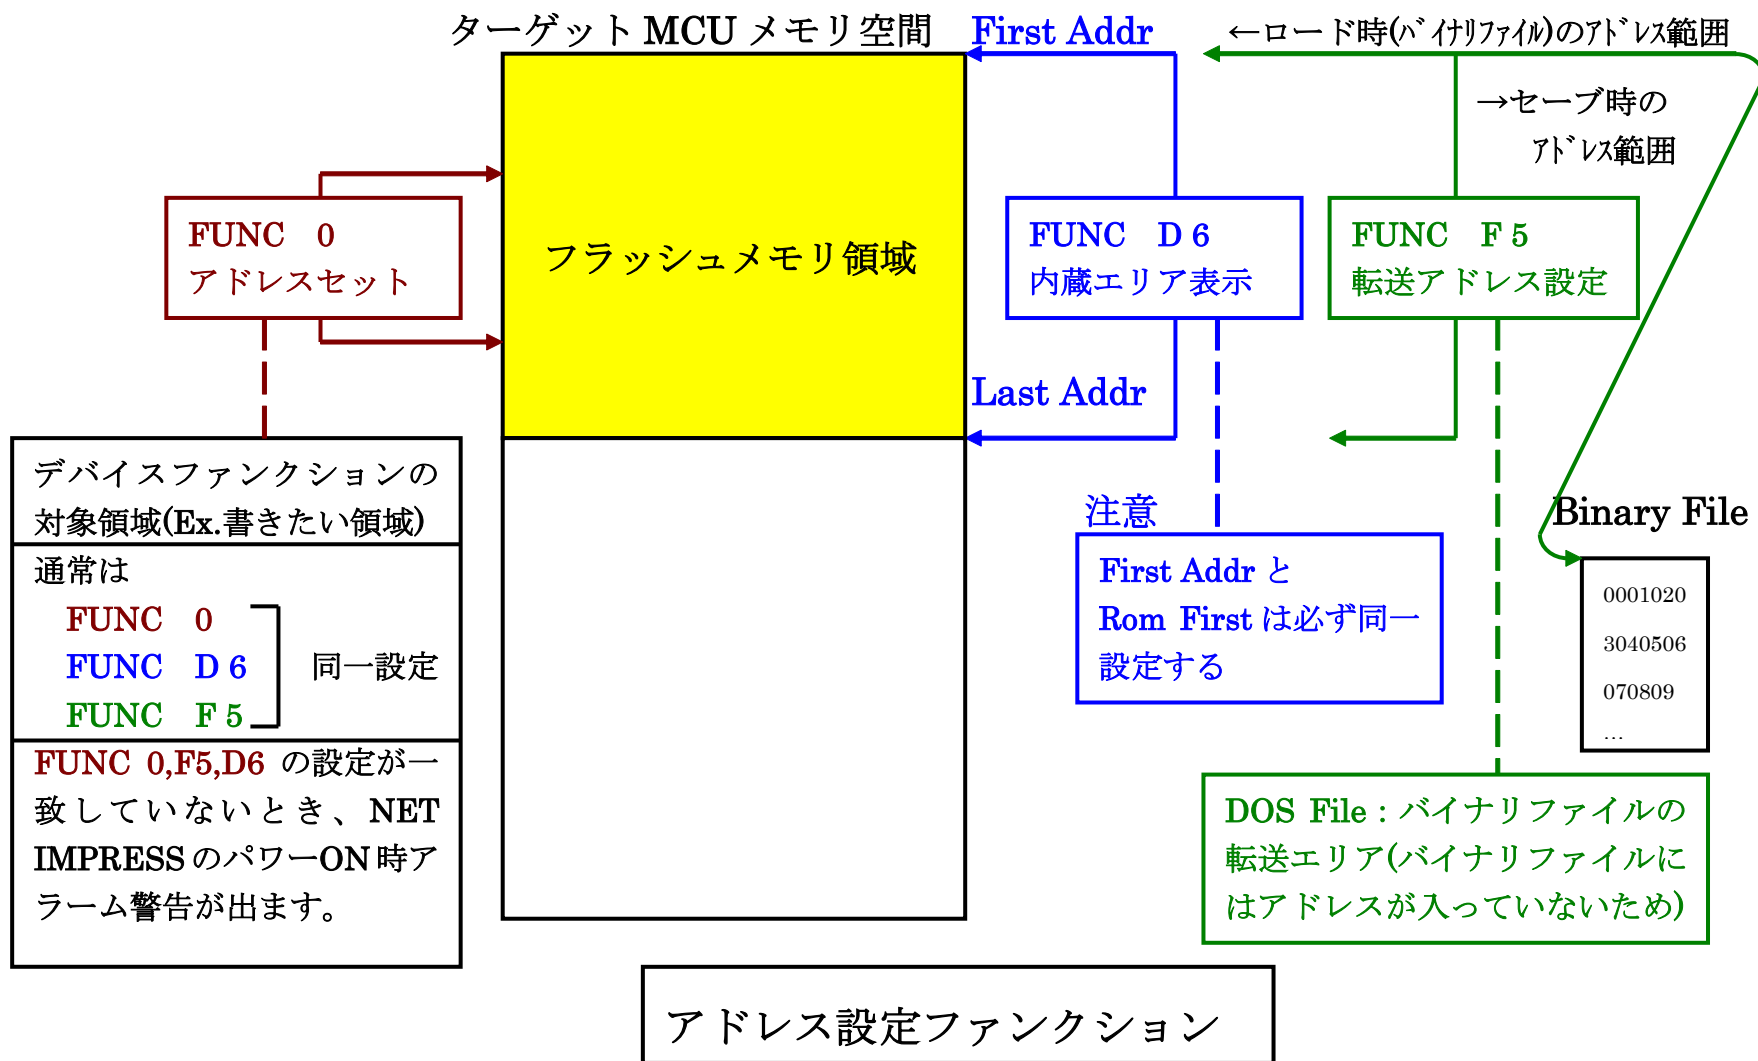 ターゲット MCU メモリ空間
First Addr
←ロード時(ﾊﾞｲﾅﾘﾌｧｲﾙ)のｱﾄﾞﾚｽ範囲
→セーブ時の
ｱﾄﾞﾚｽ範囲
FUNC 0
アドレスセット
フラッシュメモリ領域
FUNC D 6
内蔵エリア表示
FUNC F 5
転送アドレス設定
Last Addr
デバイスファンクションの
対象領域(Ex.書きたい領域)
通常は
FUNC 0
FUNC D 6
FUNC F 5
同一設定
FUNC 0,F5,D6 の設定が一
致していないとき、NET
IMPRESS のパワーON 時ア
ラーム警告が出ます。
注意
First Addr と
Rom First は必ず同一
設定する
Binary File
0001020
3040506
070809
…
DOS File : バイナリファイルの
転送エリア(バイナリファイルに
はアドレスが入っていないため)
アドレス設定ファンクション